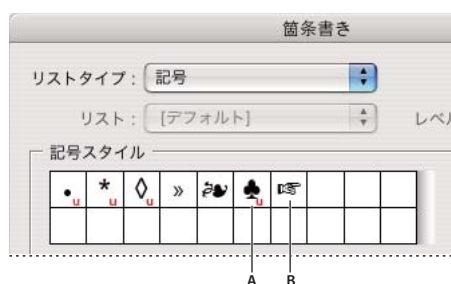 箇条書き
リストタイプ : 記号
リスト : [デフォルト] レベル
記号スタイル
•u *u ◊u » ❧ ♣u ☞
A B